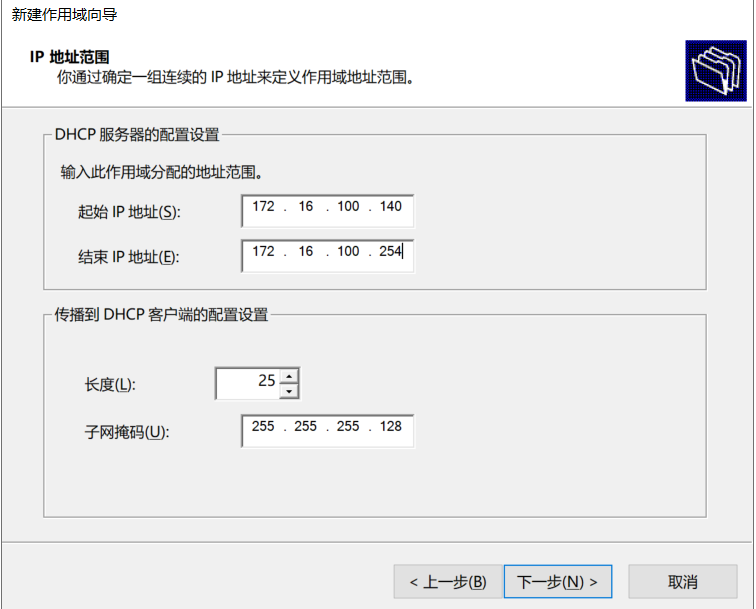 新建作用域向导
IP 地址范围
你通过确定一组连续的 IP 地址来定义作用域地址范围。
DHCP 服务器的配置设置
输入此作用域分配的地址范围。
起始 IP 地址(S): 172 . 16 . 100 . 140
结束 IP 地址(E): 172 . 16 . 100 . 254
传播到 DHCP 客户端的配置设置
长度(L): 25
子网掩码(U): 255 . 255 . 255 . 128
< 上一步(B) 下一步(N) > 取消